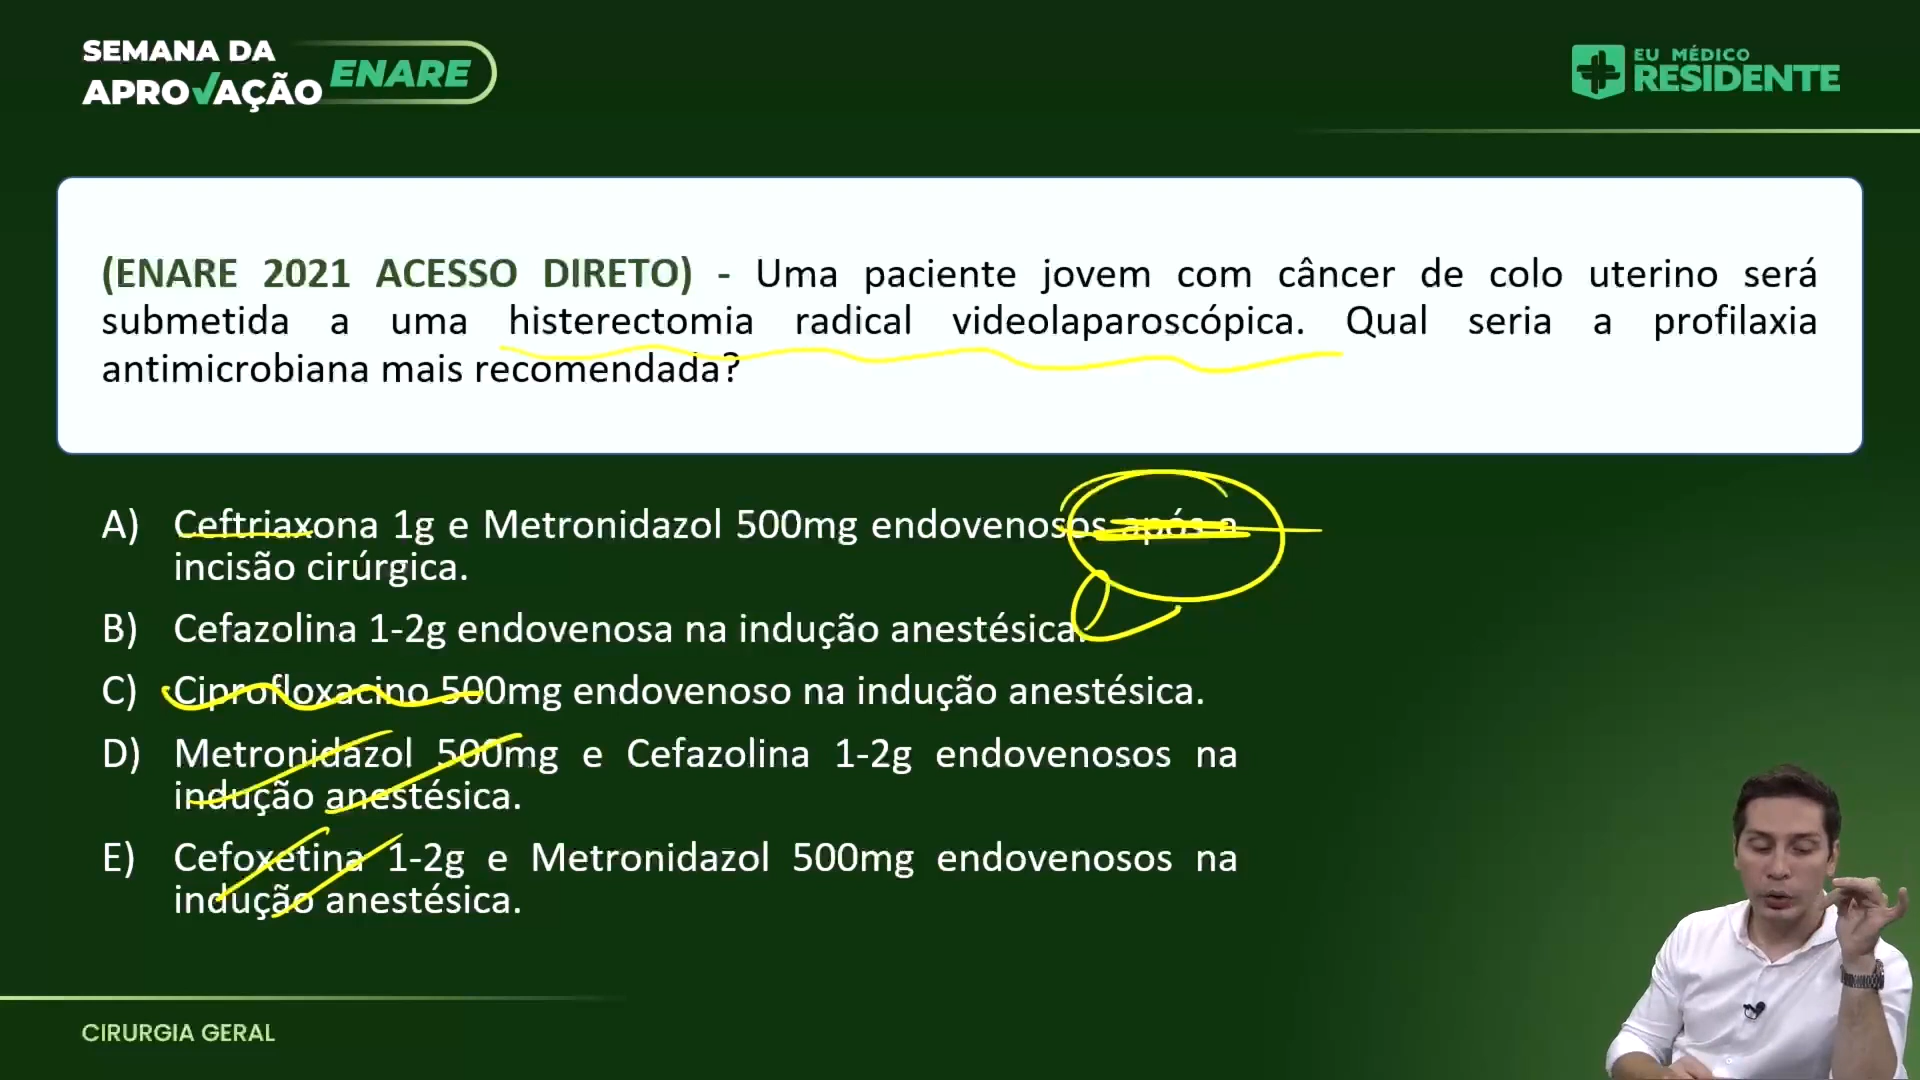 SEMANA DA
APROVAÇÃO ENARE
EU MÉDICO
RESIDENTE
(ENARE 2021 ACESSO DIRETO) - Uma paciente jovem com câncer de colo uterino será
submetida a uma histerectomia radical videolaparoscópica. Qual seria a profilaxia
antimicrobiana mais recomendada?
A) Ceftriaxona 1g e Metronidazol 500mg endovenosos após a
incisão cirúrgica.
B) Cefazolina 1-2g endovenosa na indução anestésica.
C) Ciprofloxacino 500mg endovenoso na indução anestésica.
D) Metronidazol 500mg e Cefazolina 1-2g endovenosos na
indução anestésica.
E) Cefoxetina 1-2g e Metronidazol 500mg endovenosos na
indução anestésica.
CIRURGIA GERAL